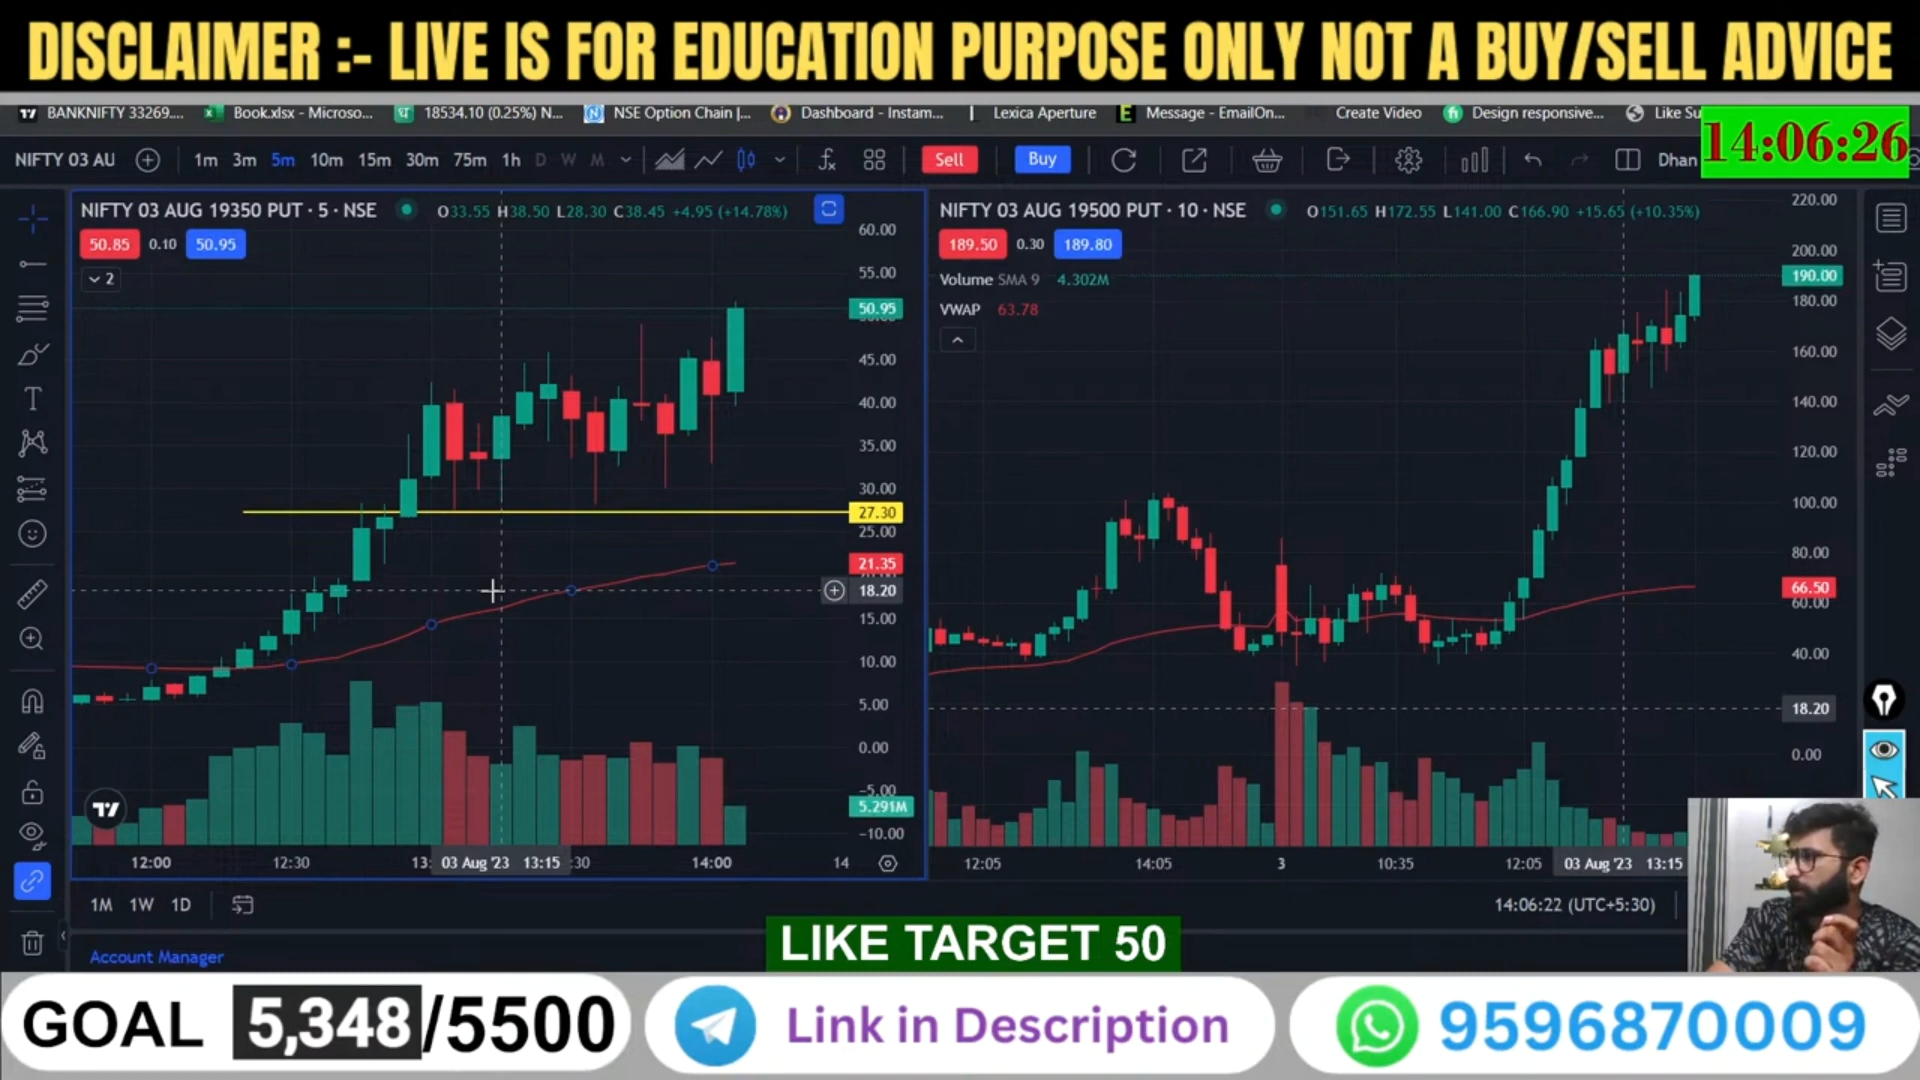 DISCLAIMER :- LIVE IS FOR EDUCATION PURPOSE ONLY NOT A BUY/SELL ADVICE
BANKNIFTY 33269.... Book.xlsx - Microso... 18534.10 (0.25%) N... NSE Option Chain |... Dashboard - Instam... Lexica Aperture Message - EmailOn... Create Video Design responsive... Like Su
14:06:26
NIFTY 03 AU 1m 3m 5m 10m 15m 30m 75m 1h D W M Sell Buy Dhan
NIFTY 03 AUG 19350 PUT · 5 · NSE O33.55 H38.50 L28.30 C38.45 +4.95 (+14.78%)
50.85 0.10 50.95
2
60.00
55.00
50.95
45.00
40.00
35.00
30.00
27.30
25.00
21.35
18.20
15.00
10.00
5.00
0.00
-5.00
5.291M
-10.00
12:00 12:30 13: 03 Aug '23 13:15 :30 14:00 14
NIFTY 03 AUG 19500 PUT · 10 · NSE O151.65 H172.55 L141.00 C166.90 +15.65 (+10.35%)
189.50 0.30 189.80
Volume SMA 9 4.302M
VWAP 63.78
220.00
200.00
190.00
180.00
160.00
140.00
120.00
100.00
80.00
66.50
60.00
40.00
18.20
0.00
12:05 14:05 3 10:35 12:05 03 Aug '23 13:15
1M 1W 1D
14:06:22 (UTC+5:30)
Account Manager
LIKE TARGET 50
GOAL 5,348/5500
Link in Description
9596870009